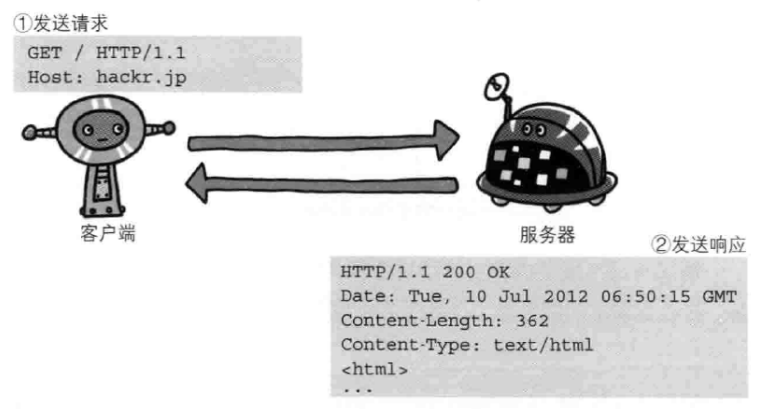 ①发送请求
GET / HTTP/1.1
Host: hackr.jp
客户端
服务器
②发送响应
HTTP/1.1 200 OK
Date: Tue, 10 Jul 2012 06:50:15 GMT
Content-Length: 362
Content-Type: text/html
<html>
...